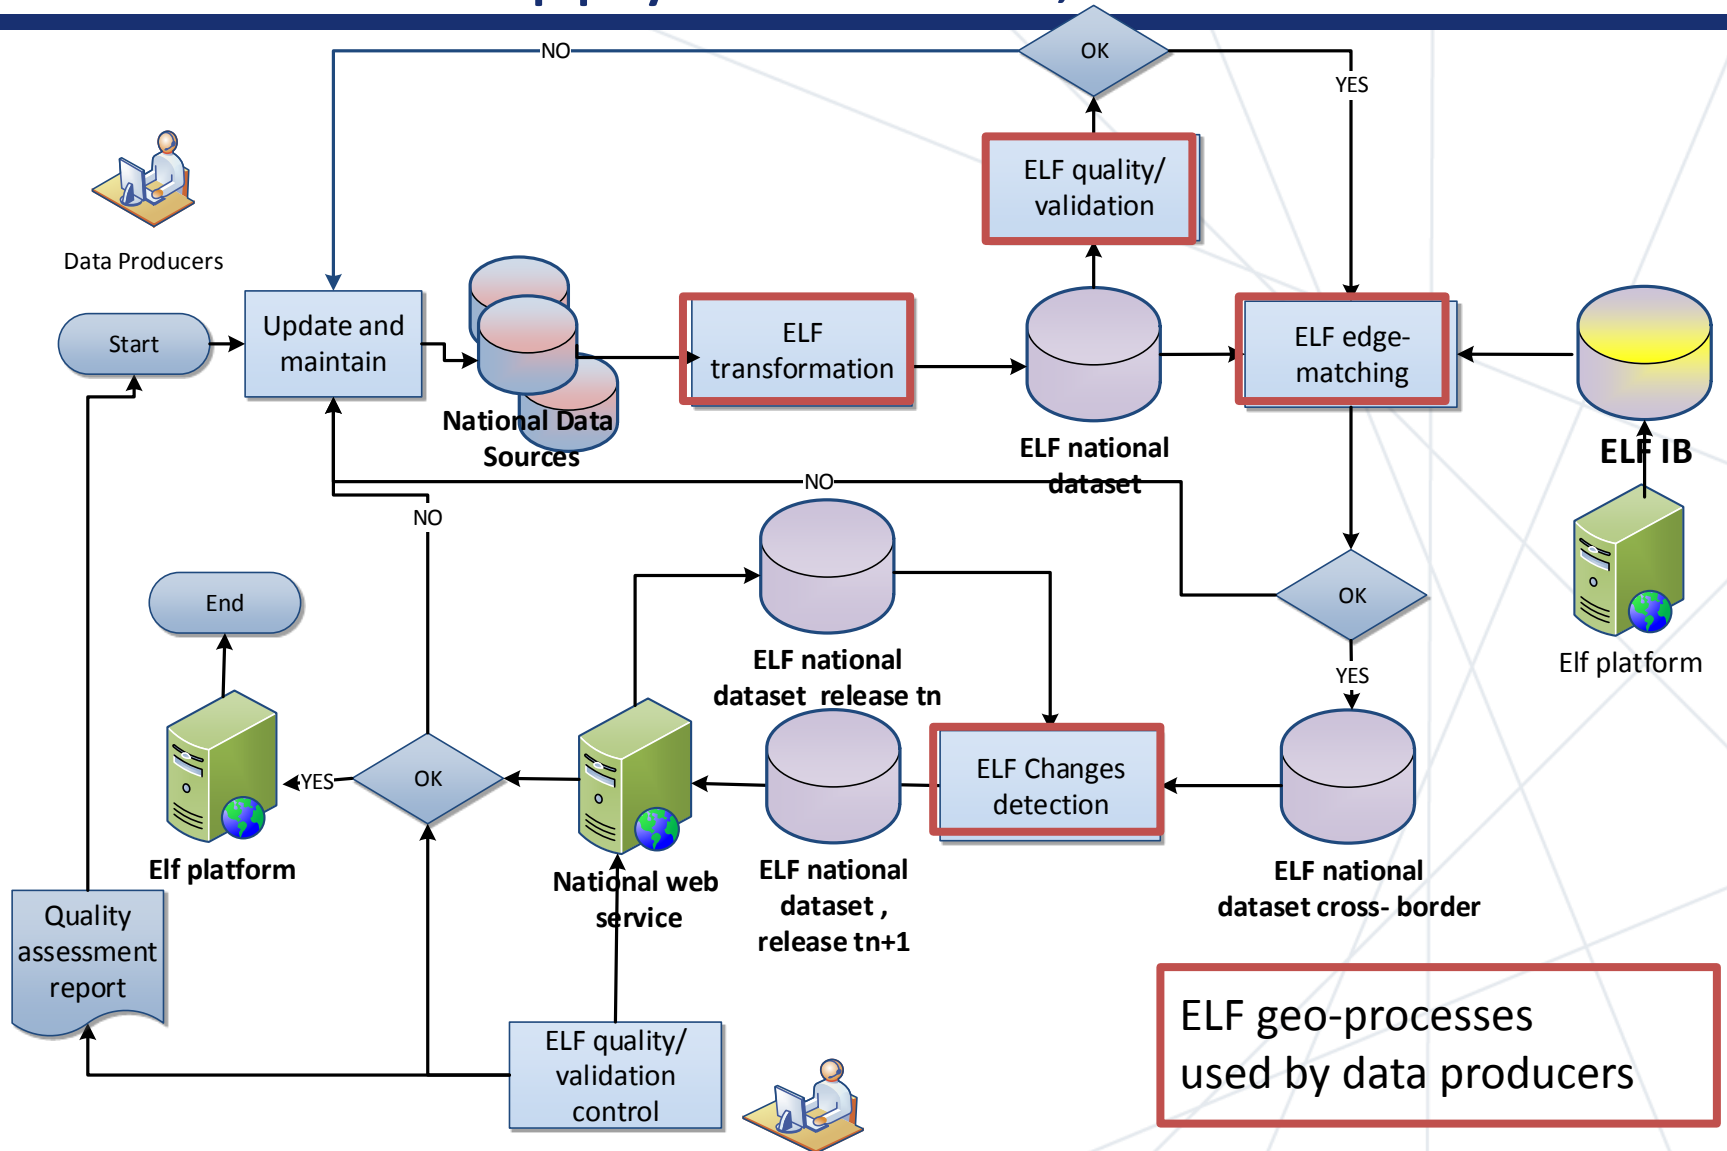 NO
OK
YES
ELF quality/
validation
Data Producers
Start
Update and
maintain
National Data
Sources
ELF
transformation
ELF national
dataset
ELF edge-
matching
ELF IB
NO
NO
End
OK
YES
Elf platform
ELF national
dataset release tn
ELF Changes
detection
OK
YES
Elf platform
National web
service
ELF national
dataset ,
release tn+1
ELF national
dataset cross- border
Quality
assessment
report
ELF quality/
validation
control
ELF geo-processes
used by data producers